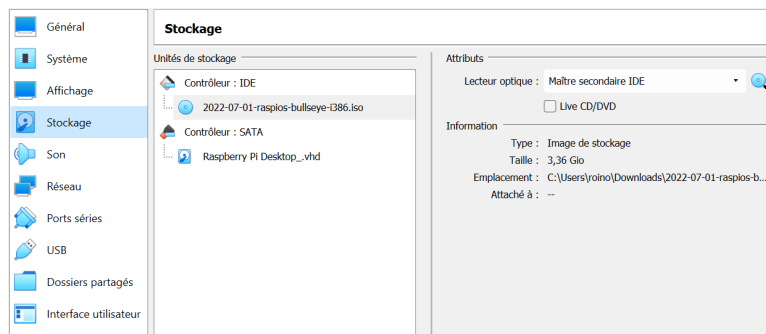 Général
Système
Affichage
Stockage
Son
Réseau
Ports séries
USB
Dossiers partagés
Interface utilisateur
Stockage
Unités de stockage
Contrôleur : IDE
2022-07-01-raspios-bullseye-i386.iso
Contrôleur : SATA
Raspberry Pi Desktop_.vhd
Attributs
Lecteur optique : Maître secondaire IDE
Live CD/DVD
Information
Type : Image de stockage
Taille : 3,36 Gio
Emplacement : C:\Users\roino\Downloads\2022-07-01-raspios-b...
Attaché à : --